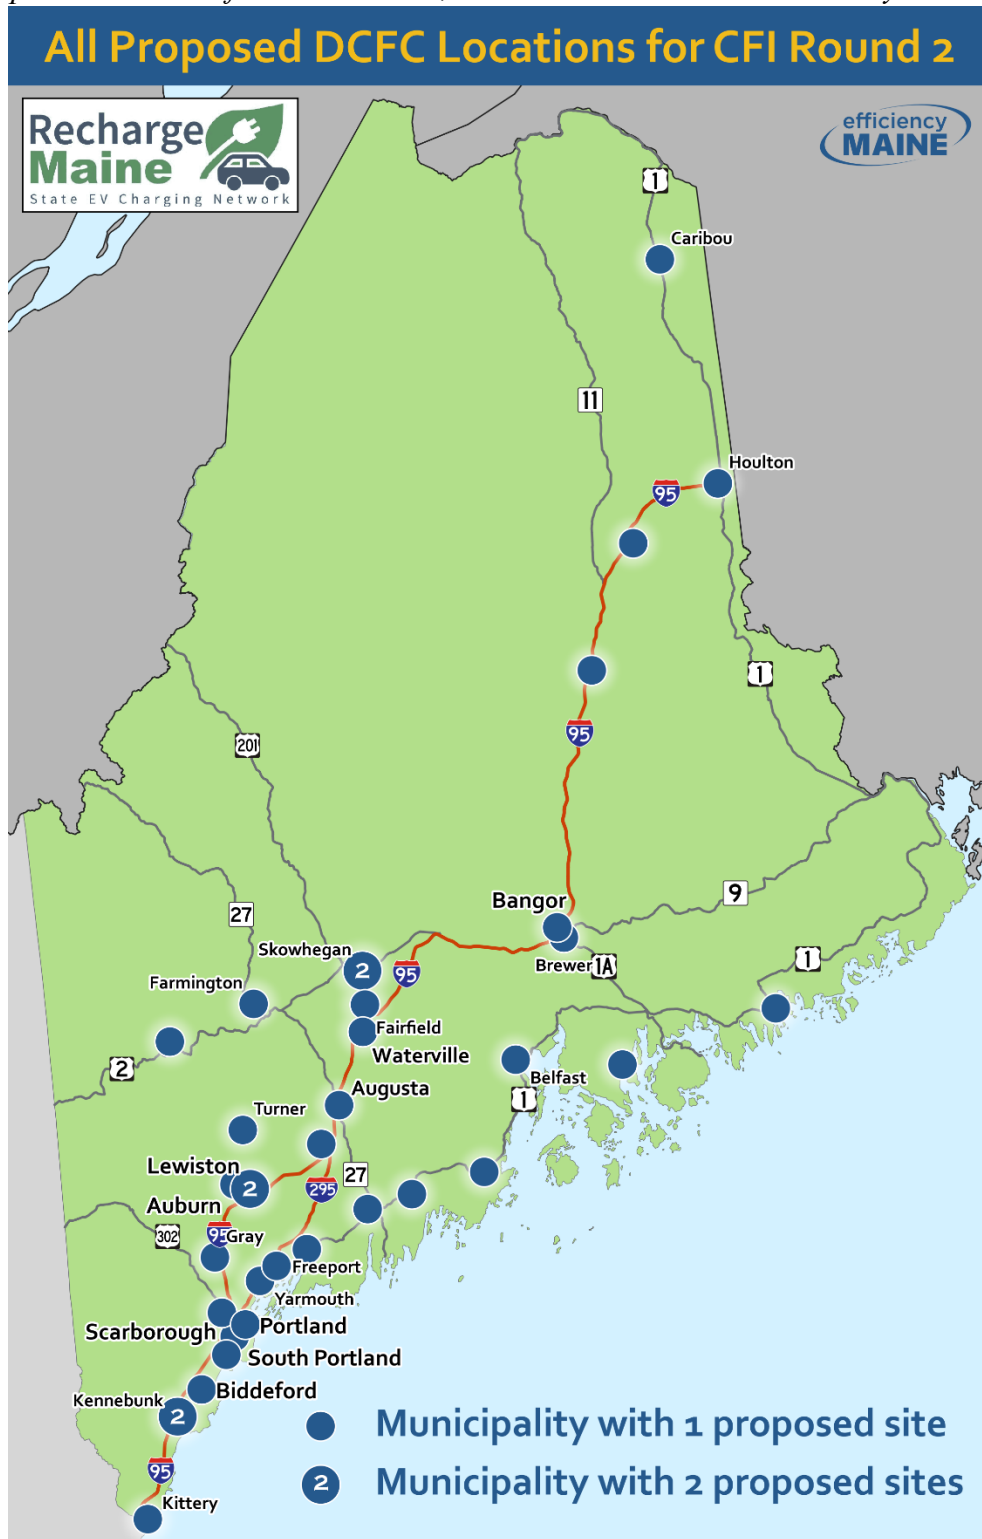 All Proposed DCFC Locations for CFI Round 2
Recharge
Maine
State EV Charging Network
efficiency
MAINE
1
Caribou
11
Houlton
95
1
95
201
Bangor
9
27
Skowhegan
2
95
Brewer
1A
1
Farmington
Fairfield
Waterville
2
Belfast
Augusta
1
Turner
Lewiston
27
2
295
Auburn
302
95
Gray
Freeport
Yarmouth
Scarborough
Portland
South Portland
Kennebunk
Biddeford
2
Municipality with 1 proposed site
95
2
Municipality with 2 proposed sites
Kittery